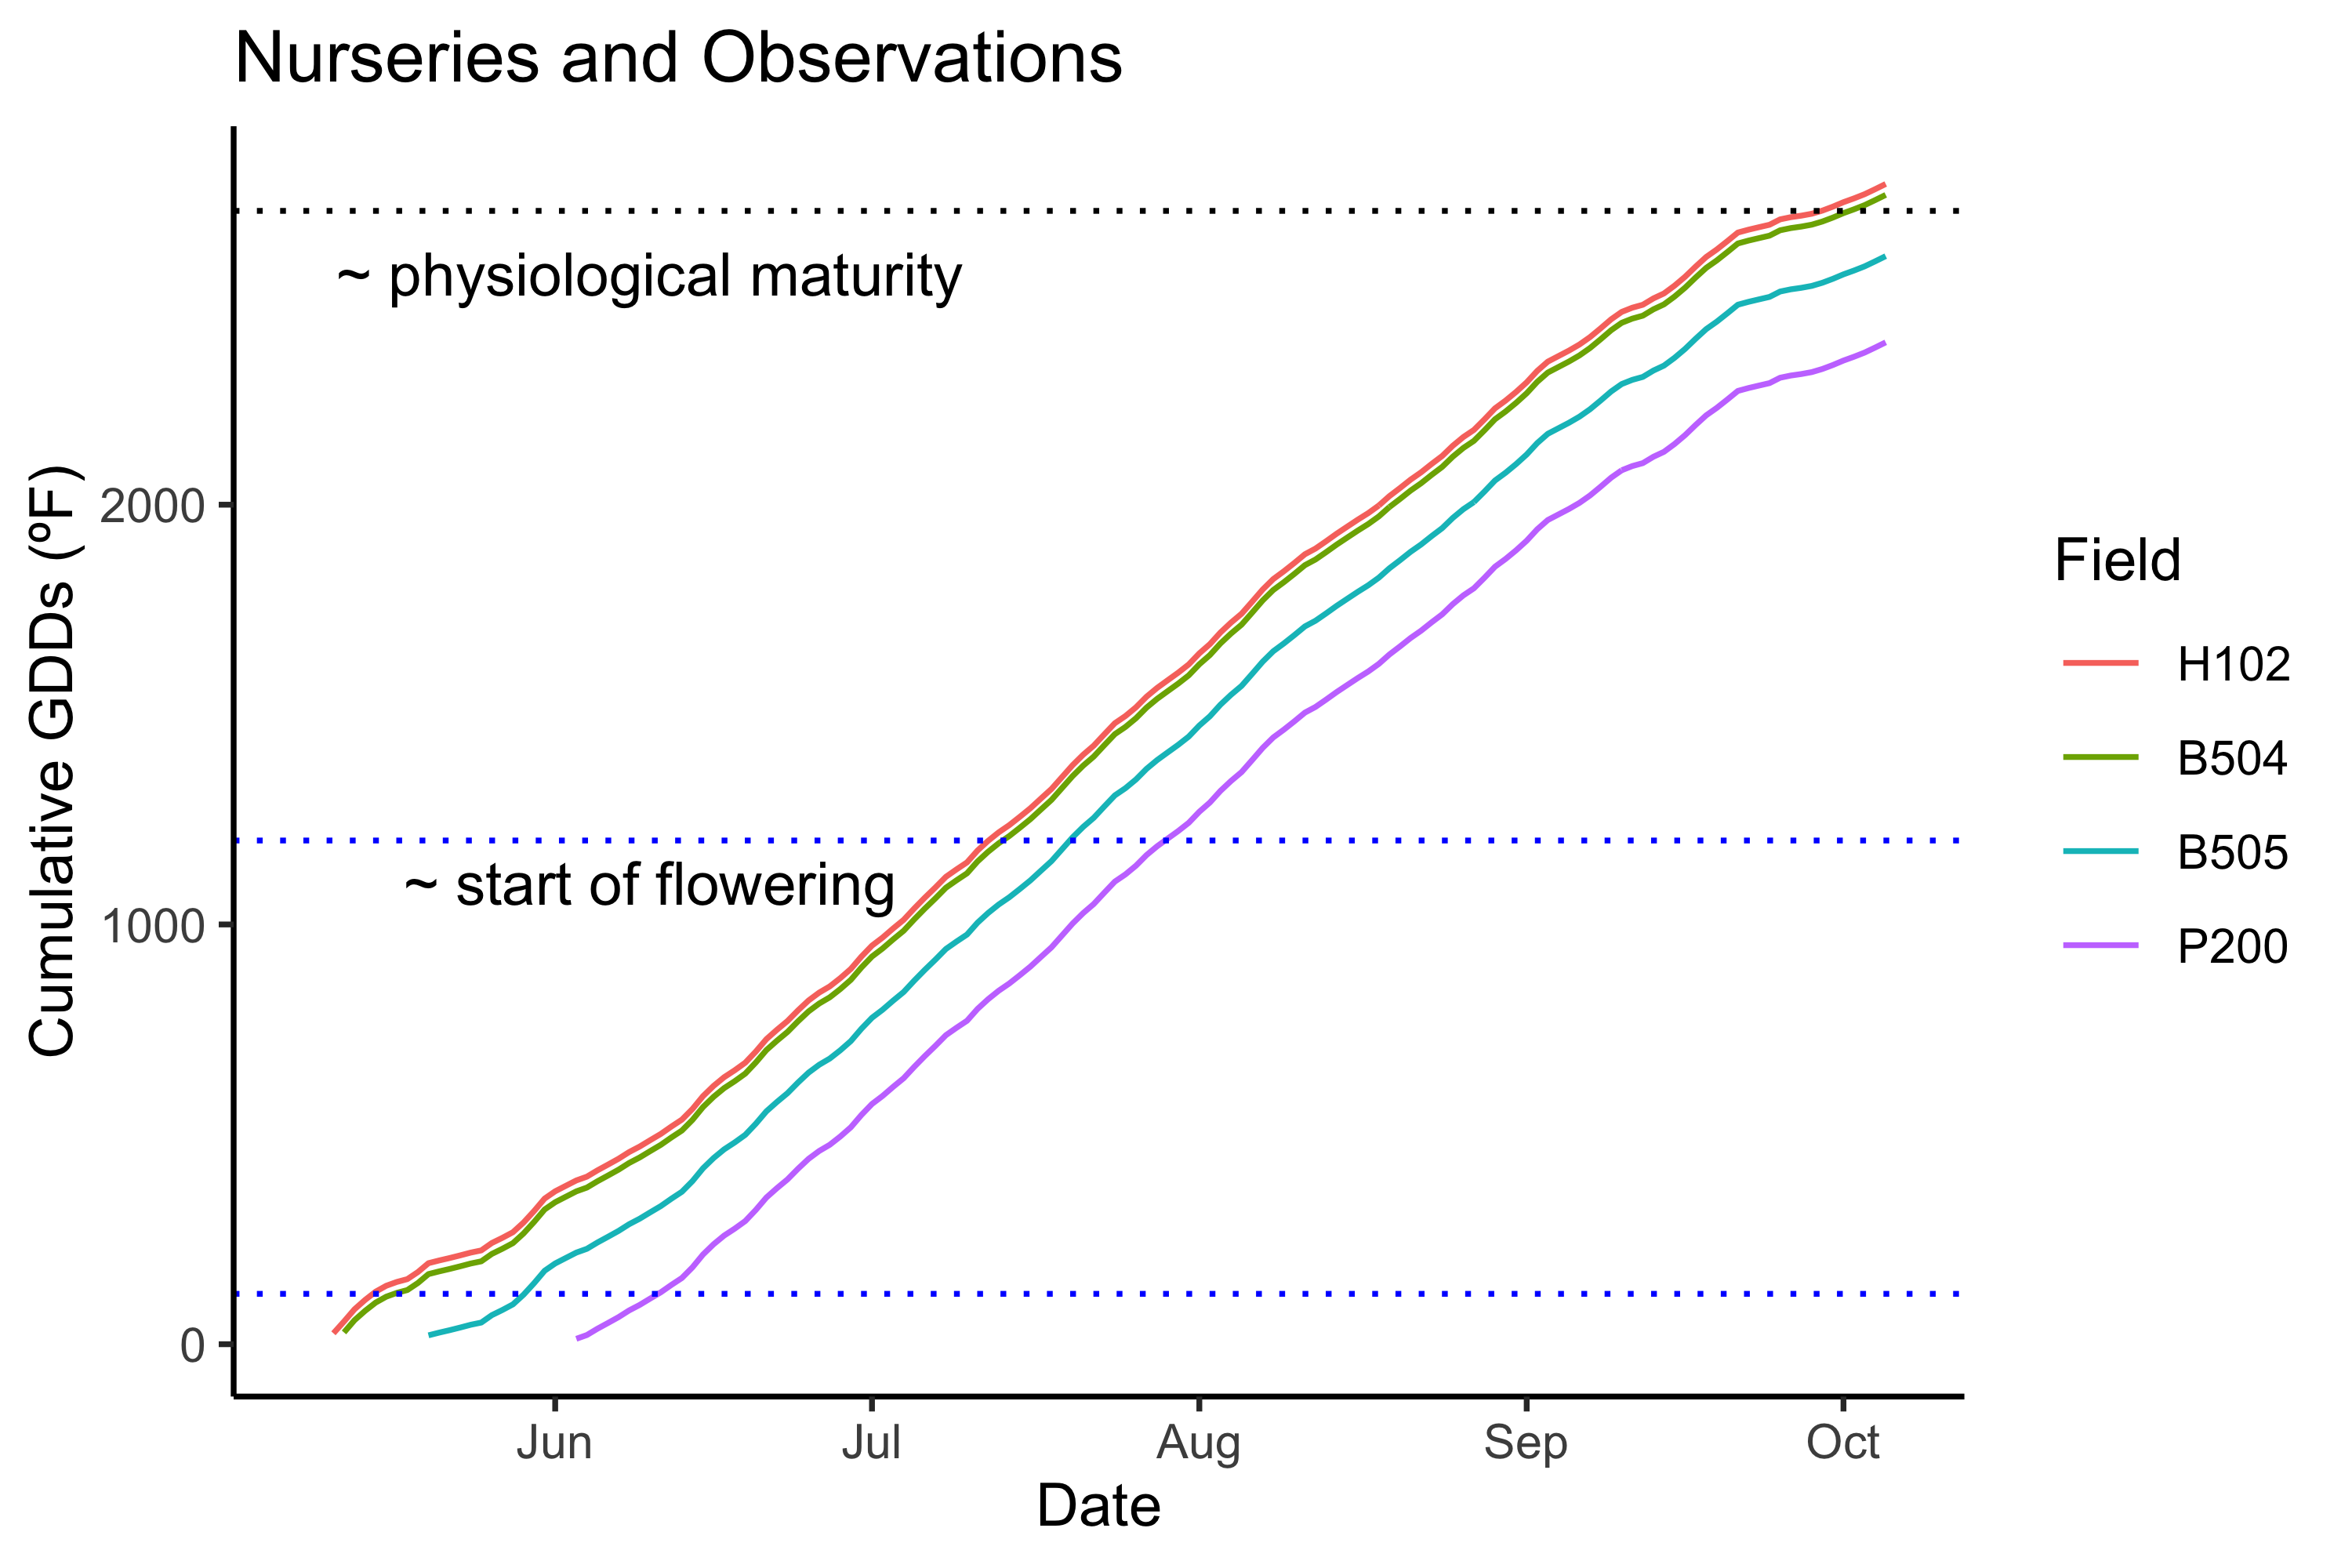 Nurseries and Observations
~ physiological maturity
~ start of flowering
Cumulative GDDs (ºF)
2000
1000
0
Jun Jul Aug Sep Oct
Date
Field
H102
B504
B505
P200